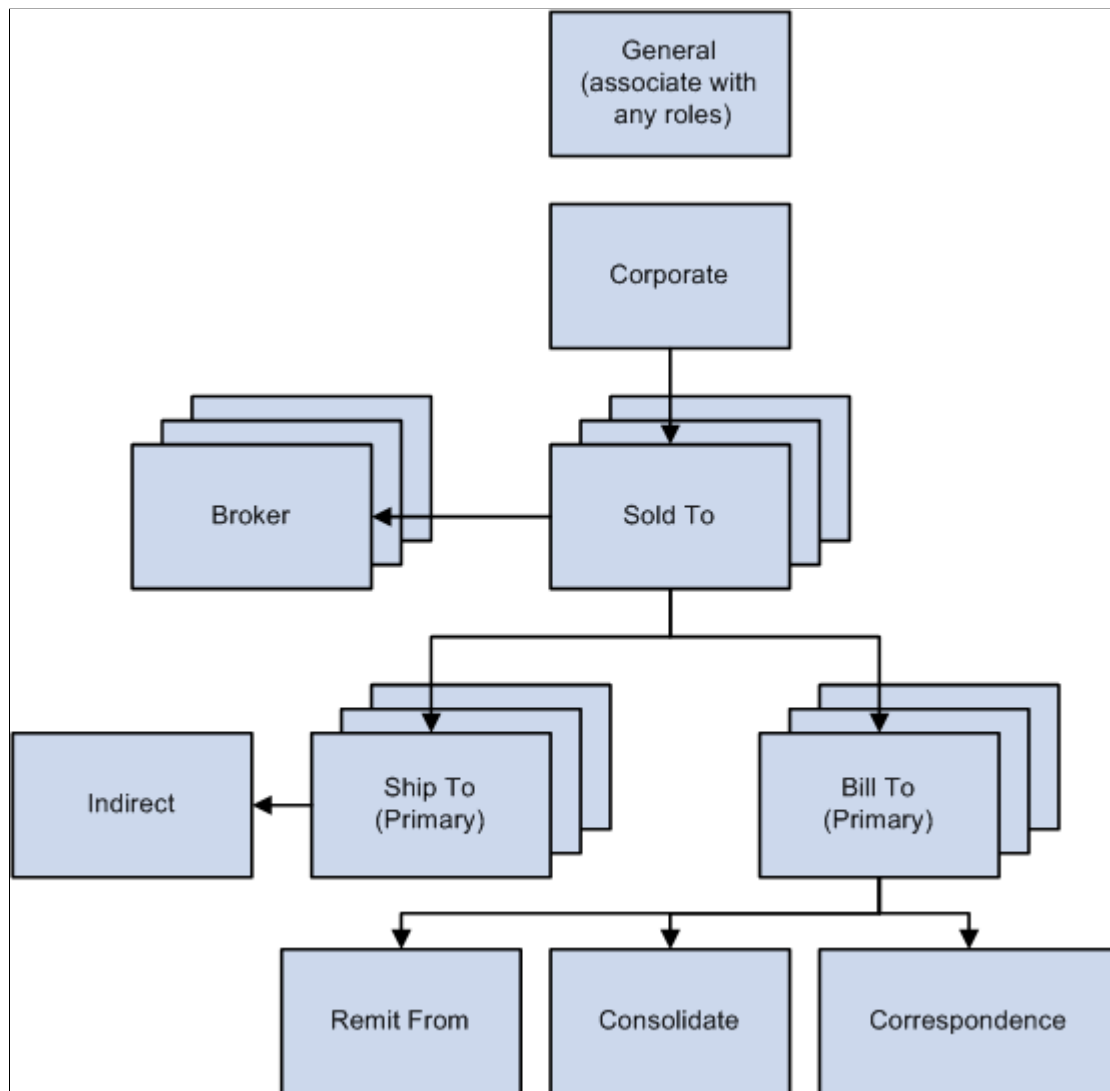 General
(associate with
any roles)
Corporate
Broker
Sold To
Indirect
Ship To
(Primary)
Bill To
(Primary)
Remit From
Consolidate
Correspondence